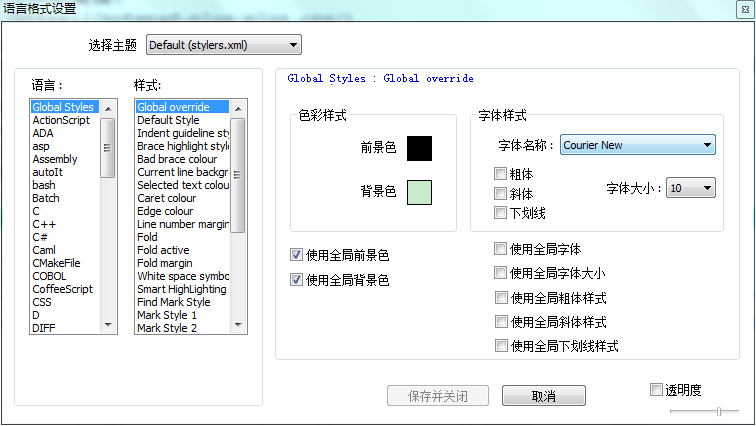 语言格式设置
选择主题 Default (stylers.xml)
语言： 样式:
Global Styles
ActionScript
ADA
asp
Assembly
autoIt
bash
Batch
C
C++
C#
Caml
CMakeFile
COBOL
CoffeeScript
CSS
D
DIFF
Global override
Default Style
Indent guideline sty
Brace highlight style
Bad brace colour
Current line backgro
Selected text colou
Caret colour
Edge colour
Line number margin
Fold
Fold active
Fold margin
White space symbo
Smart HighLighting
Find Mark Style
Mark Style 1
Mark Style 2
Global Styles : Global override
色彩样式
前景色
背景色
使用全局前景色
使用全局背景色
字体样式
字体名称： Courier New
粗体
斜体
下划线
字体大小： 10
使用全局字体
使用全局字体大小
使用全局粗体样式
使用全局斜体样式
使用全局下划线样式
保存并关闭 取消 透明度